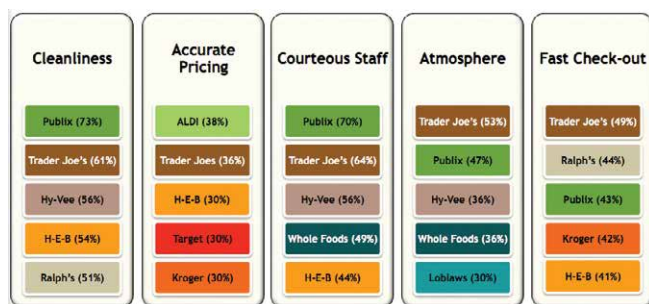 Cleanliness
Publix (73%)
Trader Joe's (61%)
Hy-Vee (56%)
H-E-B (54%)
Ralph's (51%)
Accurate
Pricing
ALDI (38%)
Trader Joes (36%)
H-E-B (30%)
Target (30%)
Kroger (30%)
Courteous Staff
Publix (70%)
Trader Joe's (64%)
Hy-Vee (56%)
Whole Foods (49%)
H-E-B (44%)
Atmosphere
Trader Joe's (53%)
Publix (47%)
Hy-Vee (36%)
Whole Foods (36%)
Loblaws (30%)
Fast Check-out
Trader Joe's (49%)
Ralph's (44%)
Publix (43%)
Kroger (42%)
H-E-B (41%)